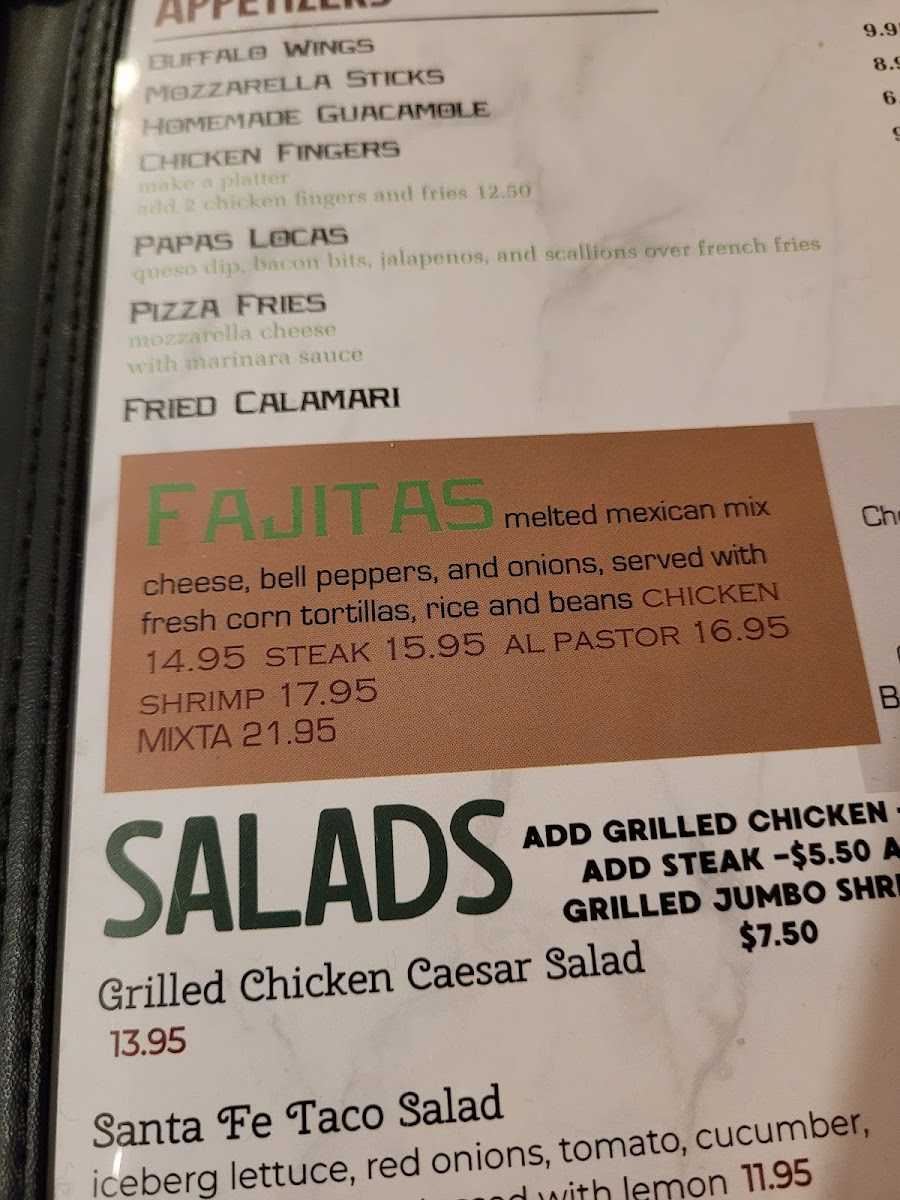 APPETIZERS
BUFFALO WINGS
MOZZARELLA STICKS
HOMEMADE GUACAMOLE
CHICKEN FINGERS
make a platter
add 2 chicken fingers and fries 12.50
PAPAS LOCAS
queso dip, bacon bits, jalapenos, and scallions over french fries
PIZZA FRIES
mozzarella cheese
with marinara sauce
FRIED CALAMARI
FAJITAS melted mexican mix
cheese, bell peppers, and onions, served with
fresh corn tortillas, rice and beans CHICKEN
14.95 STEAK 15.95 AL PASTOR 16.95
SHRIMP 17.95
MIXTA 21.95
SALADS
ADD GRILLED CHICKEN
ADD STEAK -$5.50
GRILLED JUMBO
$7.50
Grilled Chicken Caesar Salad
13.95
Santa Fe Taco Salad
iceberg lettuce, red onions, tomato, cucumber,
with lemon 11.95